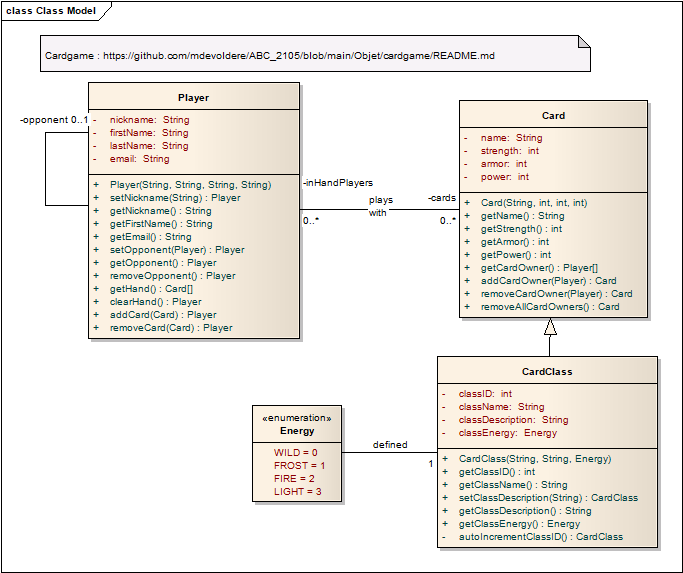 class Class Model
Cardgame : https://github.com/mdevoldere/ABC_2105/blob/main/Objet/cardgame/README.md
Player
- nickname: String
- firstName: String
- lastName: String
- email: String
+ Player(String, String, String, String)
+ setNickname(String) : Player
+ getNickname() : String
+ getFirstName() : String
+ getEmail() : String
+ setOpponent(Player) : Player
+ getOpponent() : Player
+ removeOpponent() : Player
+ getHand() : Card[]
+ clearHand() : Player
+ addCard(Card) : Player
+ removeCard(Card) : Player
-opponent 0..1
-inHandPlayers
0..*
plays
with
-cards
0..*
Card
- name: String
- strength: int
- armor: int
- power: int
+ Card(String, int, int, int)
+ getName() : String
+ getStrength() : int
+ getArmor() : int
+ getPower() : int
+ getCardOwner() : Player[]
+ addCardOwner(Player) : Card
+ removeCardOwner(Player) : Card
+ removeAllCardOwners() : Card
«enumeration»
Energy
WILD = 0
FROST = 1
FIRE = 2
LIGHT = 3
defined
1
CardClass
- classID: int
- className: String
- classDescription: String
- classEnergy: Energy
+ CardClass(String, String, Energy)
+ getClassID() : int
+ getClassName() : String
+ setClassDescription(String) : CardClass
+ getClassDescription() : String
+ getClassEnergy() : Energy
- autoIncrementClassID() : CardClass